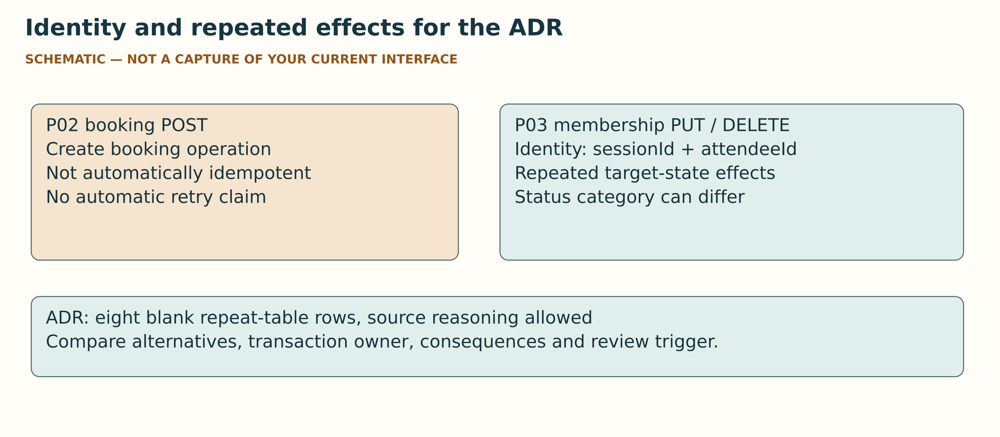 Identity and repeated effects for the ADR
SCHEMATIC — NOT A CAPTURE OF YOUR CURRENT INTERFACE
P02 booking POST
Create booking operation
Not automatically idempotent
No automatic retry claim
P03 membership PUT / DELETE
Identity: sessionId + attendeeId
Repeated target-state effects
Status category can differ
ADR: eight blank repeat-table rows, source reasoning allowed
Compare alternatives, transaction owner, consequences and review trigger.